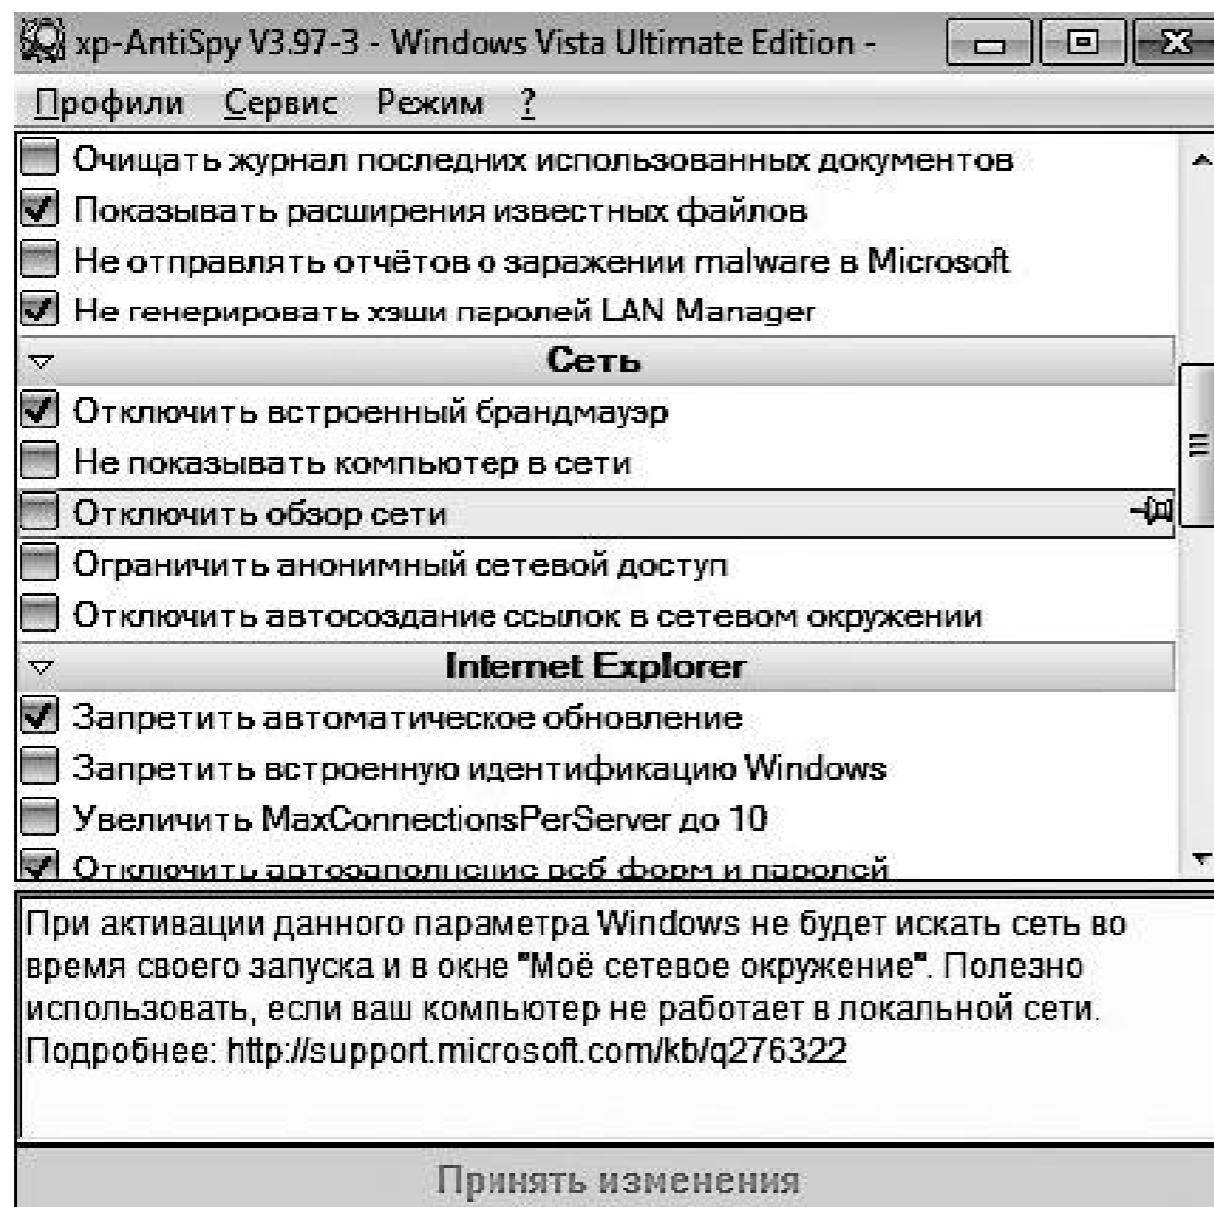 xp-AntiSpy V3.97-3 - Windows Vista Ultimate Edition -
Профили Сервис Режим ?
Очищать журнал последних использованных документов
Показывать расширения известных файлов
Не отправлять отчётов о заражении malware в Microsoft
Не генерировать хэши паролей LAN Manager
Сеть
Отключить встроенный брандмауэр
Не показывать компьютер в сети
Отключить обзор сети
Ограничить анонимный сетевой доступ
Отключить автосоздание ссылок в сетевом окружении
Internet Explorer
Запретить автоматическое обновление
Запретить встроенную идентификацию Windows
Увеличить MaxConnectionsPerServer до 10
Отключить автозаполнение веб форм и паролей
При активации данного параметра Windows не будет искать сеть во
время своего запуска и в окне "Моё сетевое окружение". Полезно
использовать, если ваш компьютер не работает в локальной сети.
Подробнее: http://support.microsoft.com/kb/q276322
Принять изменения